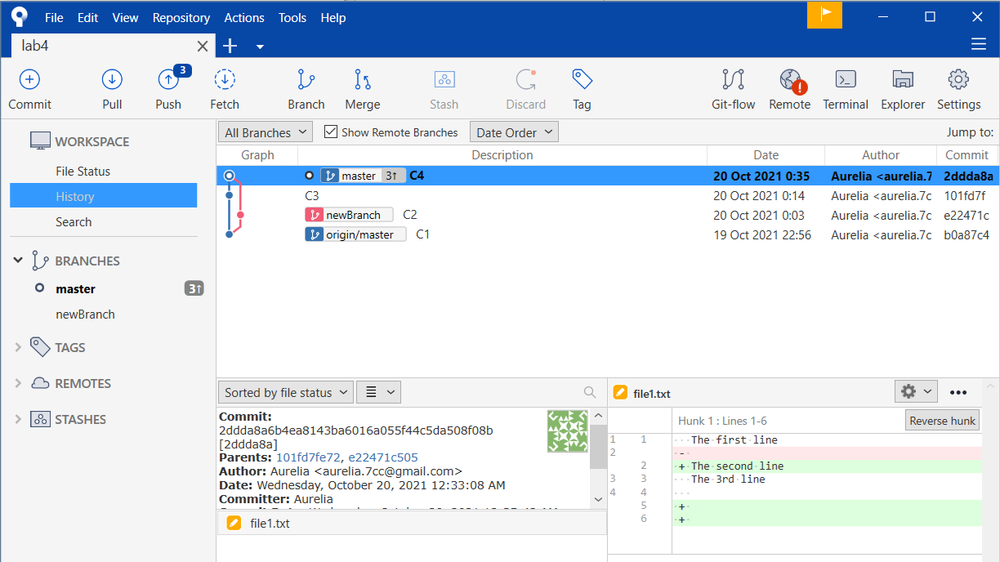 File Edit View Repository Actions Tools Help
lab4
3
Commit Pull Push Fetch Branch Merge Stash Discard Tag Git-flow Remote Terminal Explorer Settings
WORKSPACE
File Status
History
Search
BRANCHES
master 3↑
newBranch
TAGS
REMOTES
STASHES
All Branches Show Remote Branches Date Order Jump to:
Graph Description Date Author Commit
master 3↑ C4 20 Oct 2021 0:35 Aurelia <aurelia.7 2ddda8a
C3 20 Oct 2021 0:14 Aurelia <aurelia.7c 101fd7f
newBranch C2 20 Oct 2021 0:03 Aurelia <aurelia.7c e22471c
origin/master C1 19 Oct 2021 22:56 Aurelia <aurelia.7c b0a87c4
Sorted by file status
Commit:
2ddda8a6b4ea8143ba6016a055f44c5da508f08b
[2ddda8a]
Parents: 101fd7fe72, e22471c505
Author: Aurelia <aurelia.7cc@gmail.com>
Date: Wednesday, October 20, 2021 12:33:08 AM
Committer: Aurelia
file1.txt
file1.txt
Hunk 1 : Lines 1-6 Reverse hunk
1 1 The first line
2 -
2 + The second line
3 3 The 3rd line
4 4
5 +
6 +